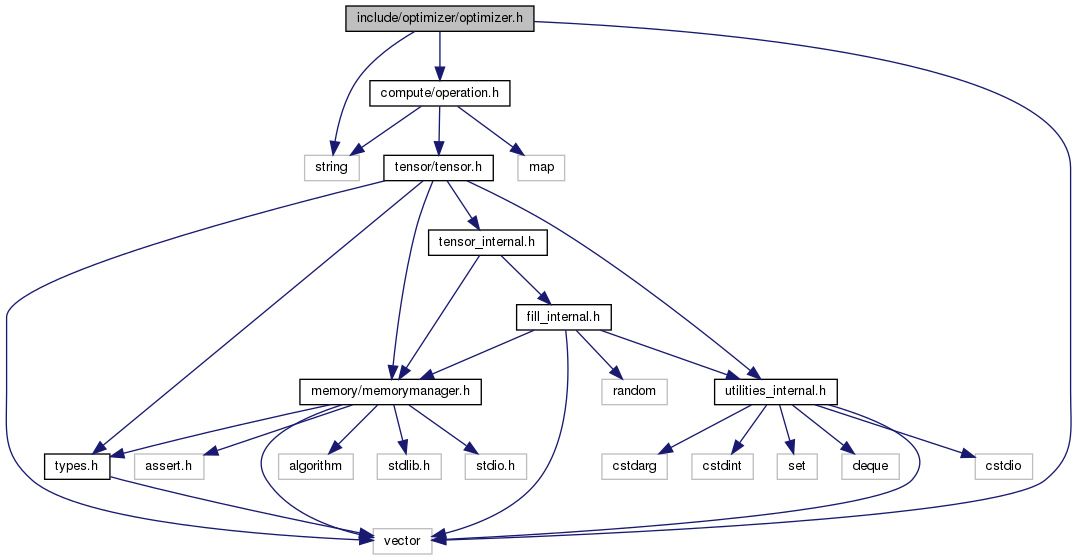 include/optimizer/optimizer.h
compute/operation.h
string
tensor/tensor.h
map
tensor_internal.h
fill_internal.h
memory/memorymanager.h
random
utilities_internal.h
types.h
assert.h
algorithm
stdlib.h
stdio.h
cstdarg
cstdint
set
deque
cstdio
vector